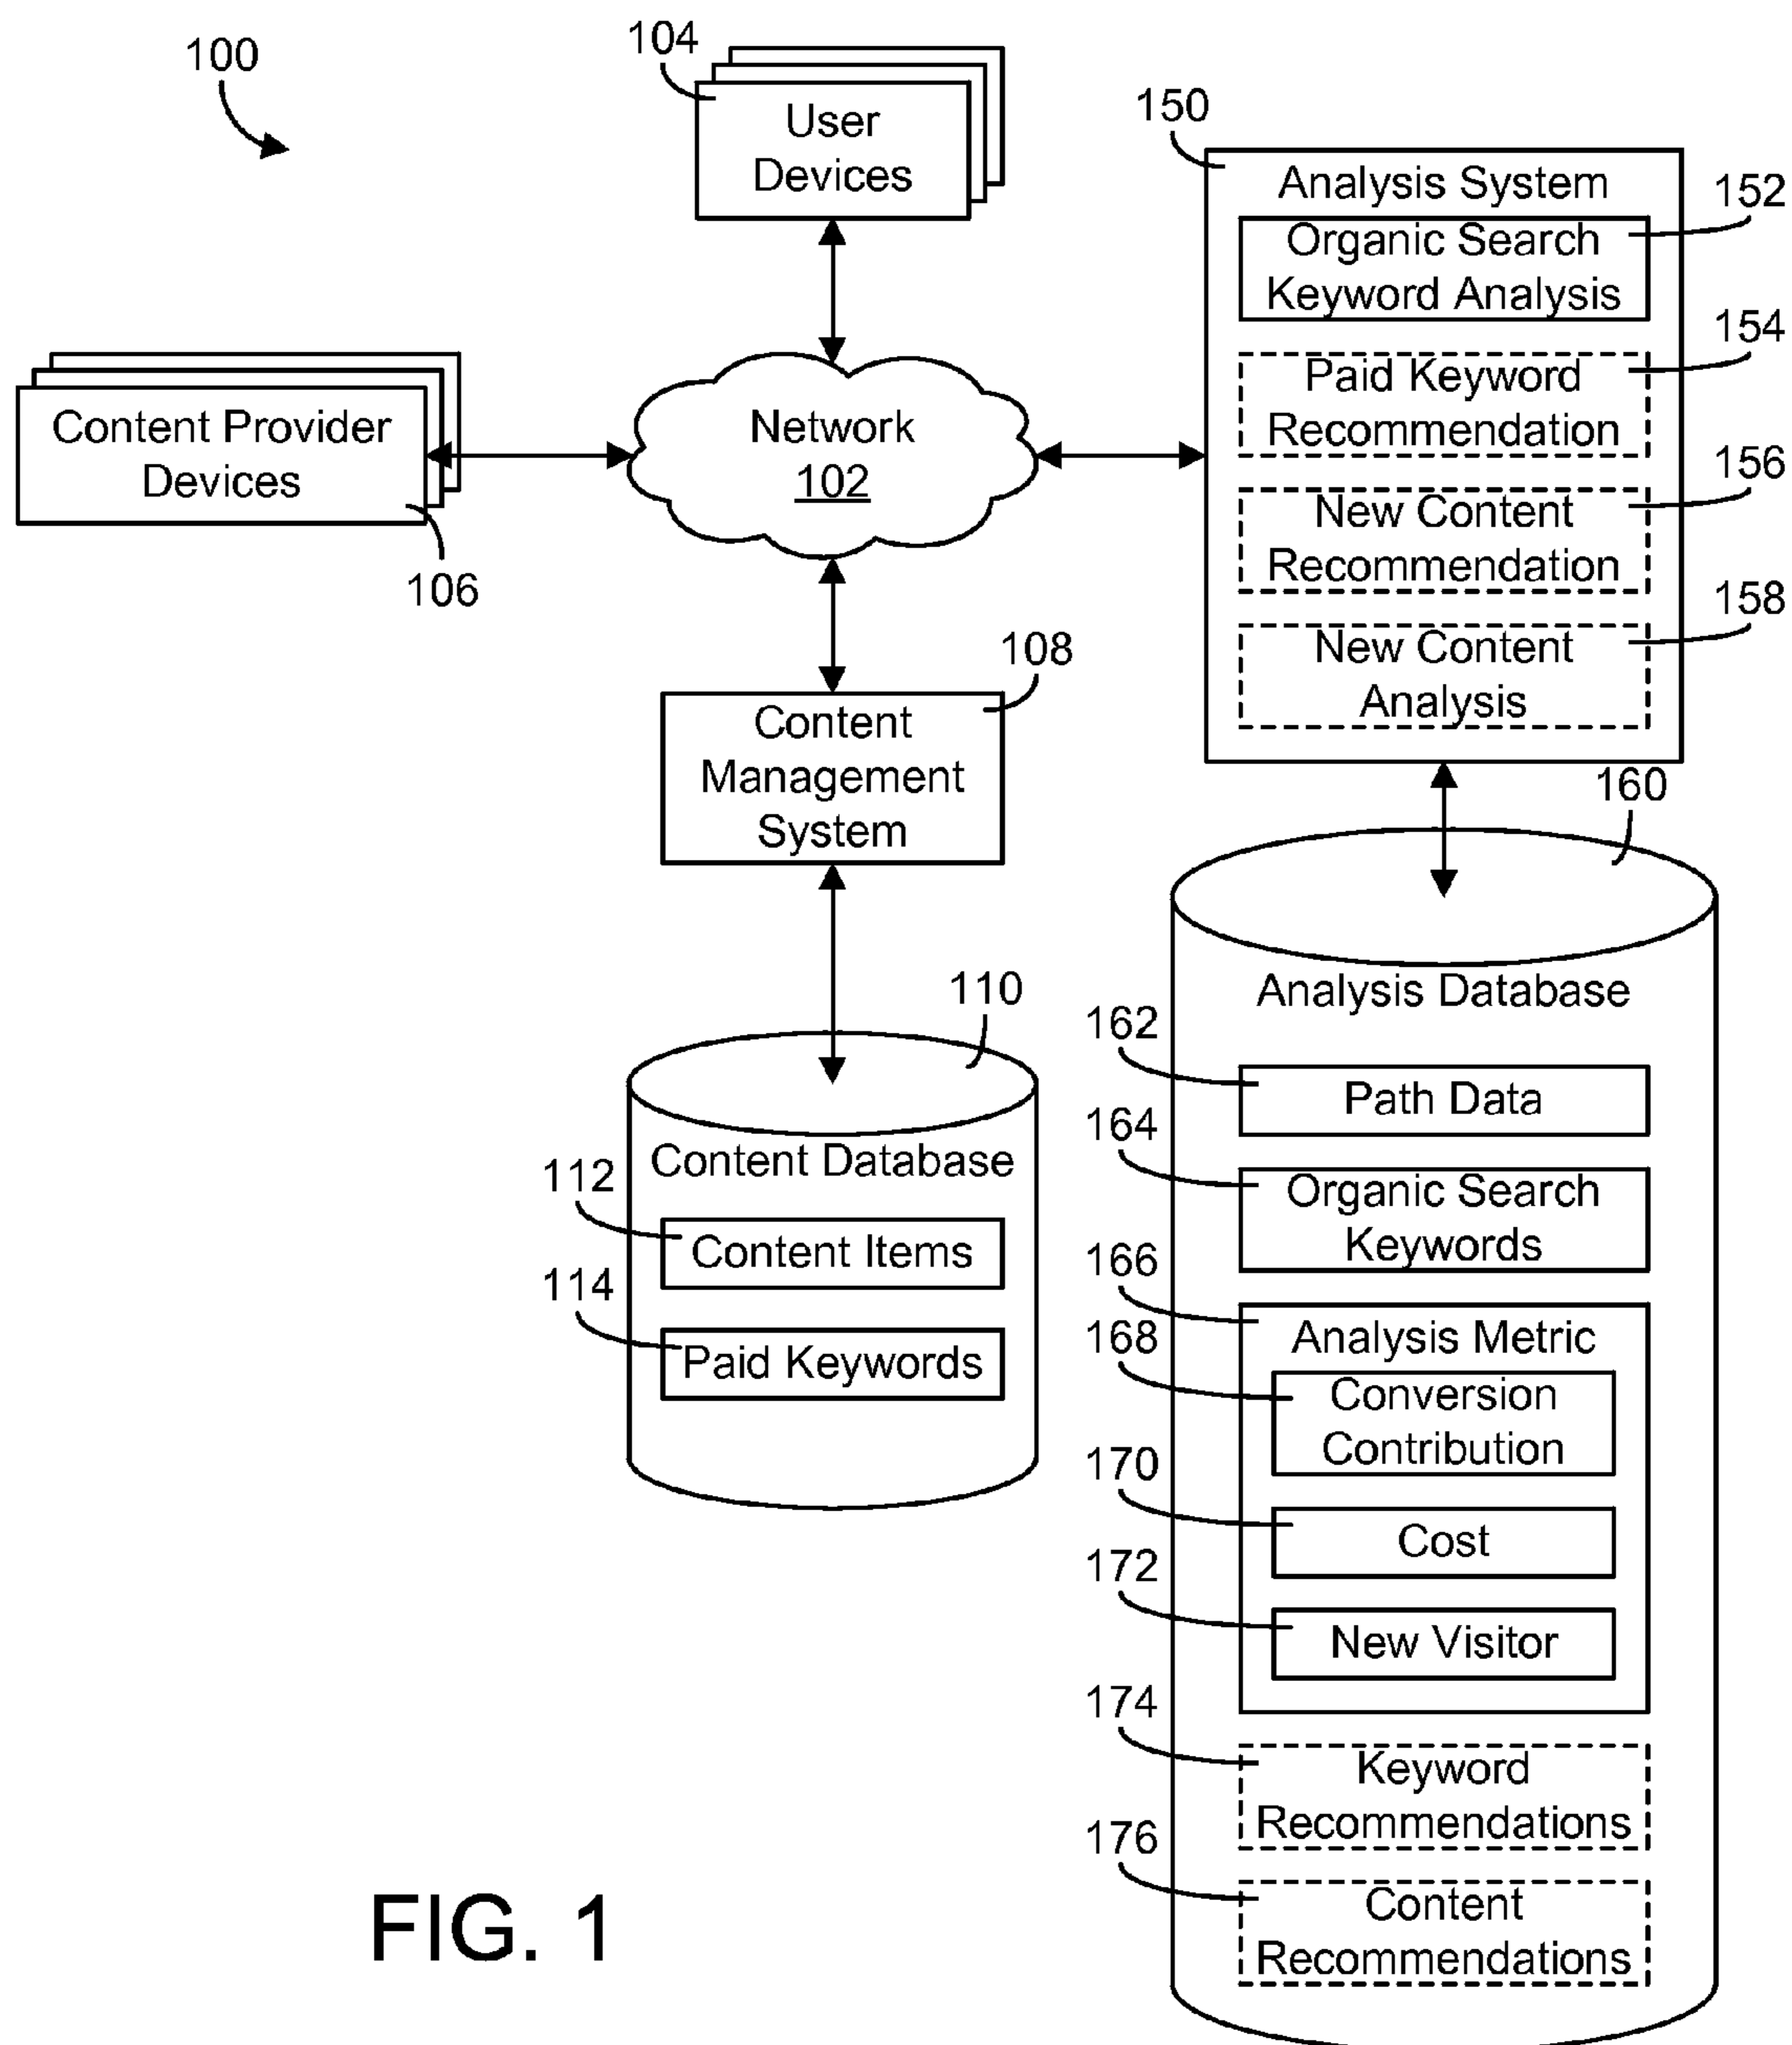 100
104
User
Devices
150
Analysis System
152
Organic Search
Keyword Analysis
154
Paid Keyword
Recommendation
156
New Content
Recommendation
158
New Content
Analysis
Content Provider
Devices
106
Network
102
108
Content
Management
System
110
Content Database
112
Content Items
114
Paid Keywords
160
Analysis Database
162
Path Data
164
Organic Search
Keywords
166
Analysis Metric
168
Conversion
Contribution
170
Cost
172
New Visitor
174
Keyword
Recommendations
176
Content
Recommendations
FIG. 1